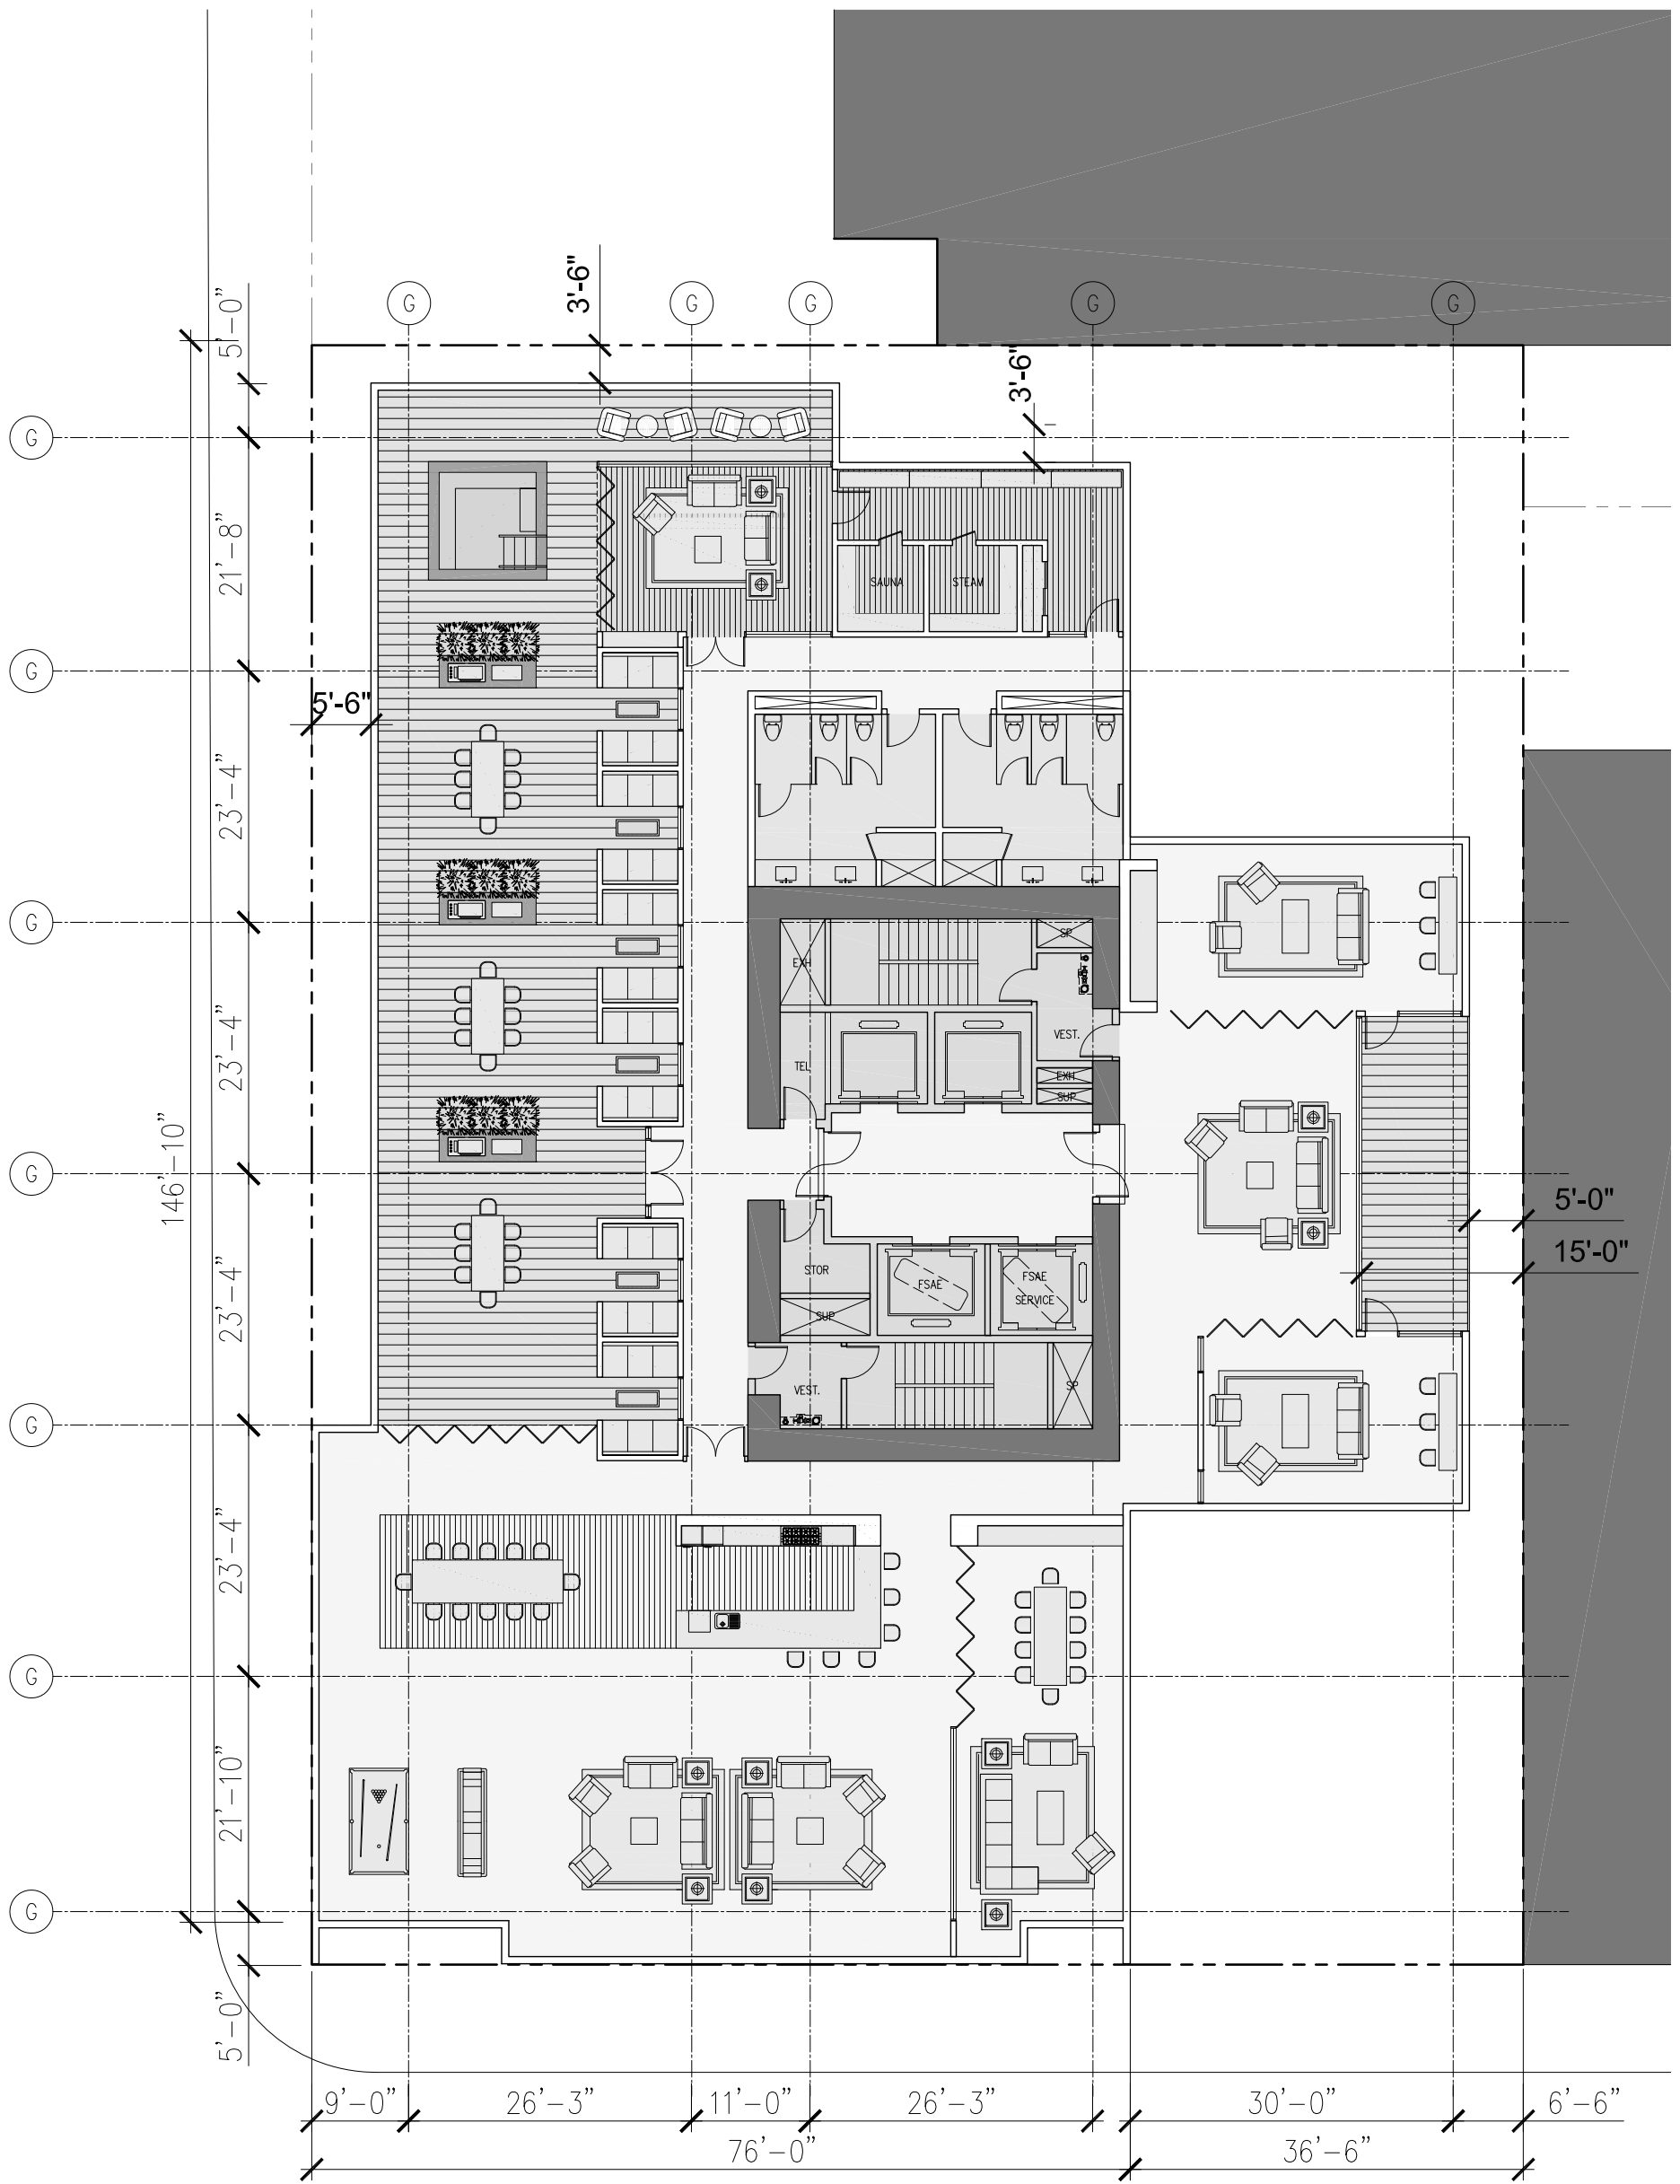 3'-6"
G
G
G
G
G
5'-0"
3'-6"
G
21'-8"
SAUNA
STEAM
G
5'-6"
23'-4"
G
SP
EXH
23'-4"
VEST.
TEL
EXH
SUP
146'-10"
G
5'-0"
15'-0"
23'-4"
STOR
FSAE
FSAE
SERVICE
SUP
VEST.
SP
G
23'-4"
G
21'-10"
G
5'-0"
9'-0"
26'-3"
11'-0"
26'-3"
30'-0"
6'-6"
76'-0"
36'-6"